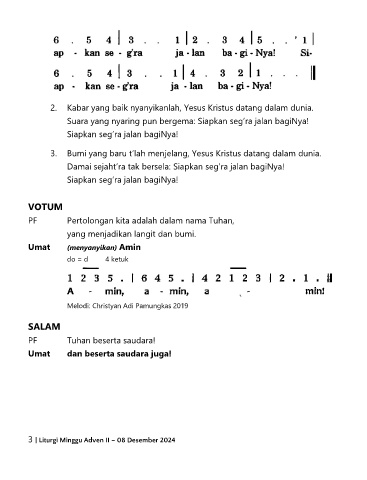 6 . 5 4 | 3 . . 1 | 2 . 3 4 | 5 . . ' 1 |
ap - kan se - g'ra ja - lan ba - gi - Nya! Si-
6 . 5 4 | 3 . . 1 | 4 . 3 2 | 1 . . . ||
ap - kan se - g'ra ja - lan ba - gi - Nya!
2. Kabar yang baik nyanyikanlah, Yesus Kristus datang dalam dunia.
Suara yang nyaring pun bergema: Siapkan seg'ra jalan bagiNya!
Siapkan seg'ra jalan bagiNya!
3. Bumi yang baru t'lah menjelang, Yesus Kristus datang dalam dunia.
Damai sejaht'ra tak bersela: Siapkan seg'ra jalan bagiNya!
Siapkan seg'ra jalan bagiNya!
VOTUM
PF Pertolongan kita adalah dalam nama Tuhan,
yang menjadikan langit dan bumi.
Umat (menyanyikan) Amin
do = d 4 ketuk
1 2 3 5 . | 6 4 5 . | 4 2 1 2 3 | 2 . 1 . ||
A - min, a - min, a - min!
Melodi: Christyan Adi Pamungkas 2019
SALAM
PF Tuhan beserta saudara!
Umat dan beserta saudara juga!
3 | Liturgi Minggu Adven II – 08 Desember 2024